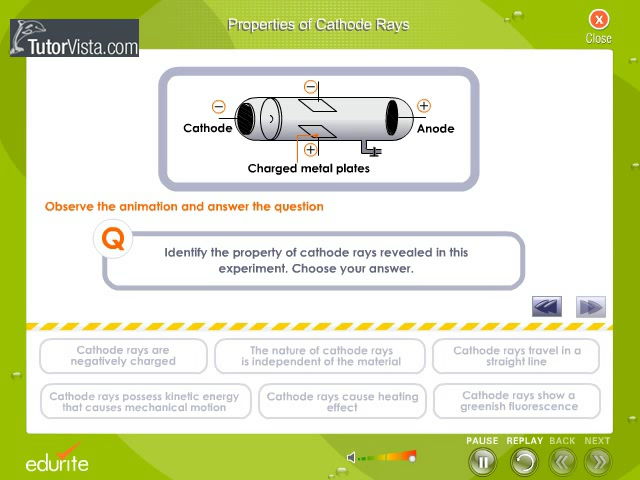 Properties of Cathode Rays
X
Close
TutorVista.com
Cathode
Anode
Charged metal plates
Observe the animation and answer the question
Q
Identify the property of cathode rays revealed in this
experiment. Choose your answer.
Cathode rays are
negatively charged
The nature of cathode rays
is independent of the material
Cathode rays travel in a
straight line
Cathode rays possess kinetic energy
that causes mechanical motion
Cathode rays cause heating
effect
Cathode rays show a
greenish fluorescence
edurite
PAUSE REPLAY BACK NEXT